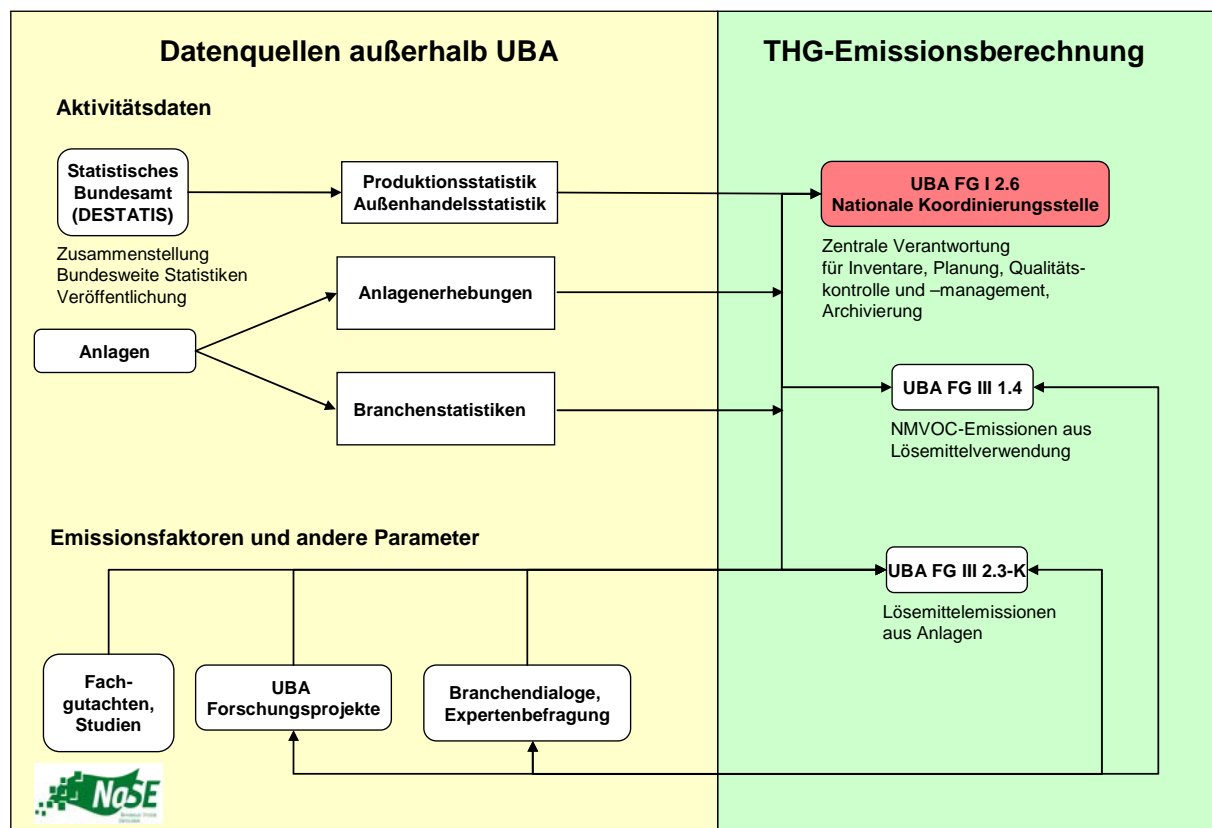 Datenquellen außerhalb UBA
THG-Emissionsberechnung
Aktivitätsdaten
Statistisches
Bundesamt
(DESTATIS)
Produktionsstatistik
Außenhandelsstatistik
UBA FG I 2.6
Nationale Koordinierungsstelle
Zusammenstellung
Bundesweite Statistiken
Veröffentlichung
Zentrale Verantwortung
für Inventare, Planung, Qualitäts-
kontrolle und –management,
Archivierung
Anlagenerhebungen
Anlagen
Branchenstatistiken
UBA FG III 1.4
NMVOC-Emissionen aus
Lösemittelverwendung
Emissionsfaktoren und andere Parameter
UBA FG III 2.3-K
Lösemittelemissionen
aus Anlagen
Fach-
gutachten,
Studien
UBA
Forschungsprojekte
Branchendialoge,
Expertenbefragung
NaSE